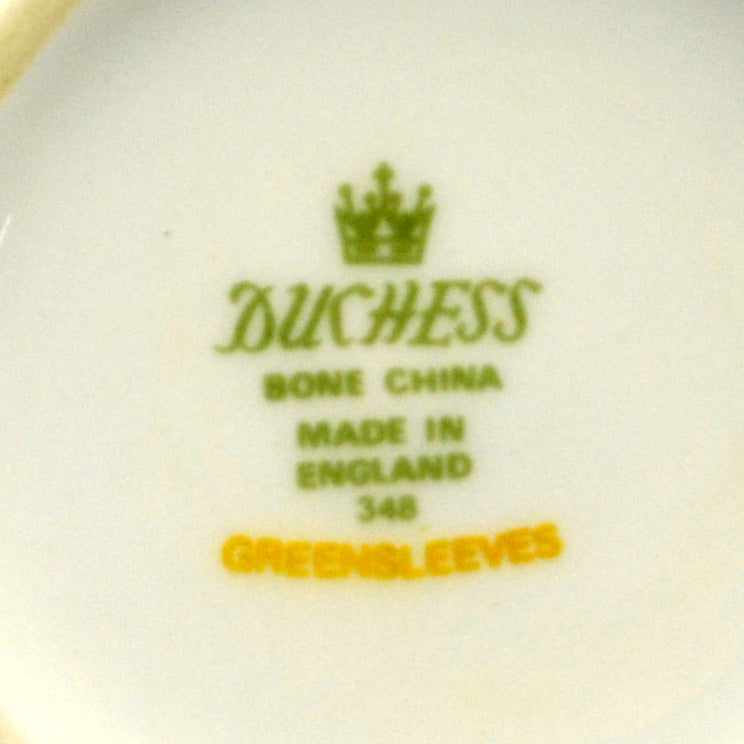 DUCHESS
BONE CHINA
MADE IN
ENGLAND
348
GREENSLEEVES